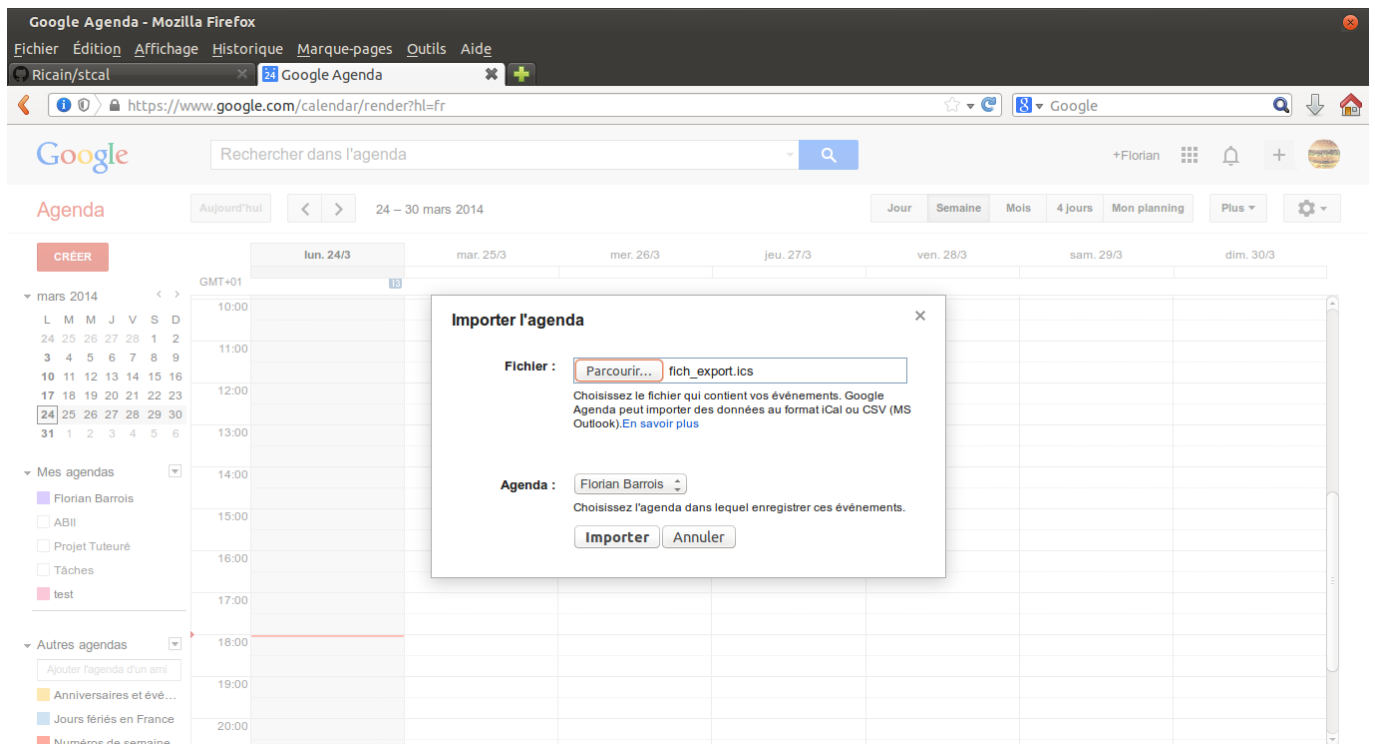 Google Agenda - Mozilla Firefox
Fichier Édition Affichage Historique Marque-pages Outils Aide
Ricain/stcal
24 Google Agenda
https://www.google.com/calendar/render?hl=fr
8 Google
Google
Rechercher dans l'agenda
+Florian
Agenda
Aujourd'hui
24 – 30 mars 2014
Jour Semaine Mois 4 jours Mon planning
Plus
CRÉER
lun. 24/3 mar. 25/3 mer. 26/3 jeu. 27/3 ven. 28/3 sam. 29/3 dim. 30/3
GMT+01 13
mars 2014
L M M J V S D
24 25 26 27 28 1 2
3 4 5 6 7 8 9
10 11 12 13 14 15 16
17 18 19 20 21 22 23
24 25 26 27 28 29 30
31 1 2 3 4 5 6
Mes agendas
Florian Barrois
ABII
Projet Tuteuré
Tâches
test
Autres agendas
Ajouter l'agenda d'un ami
Anniversaires et évé...
Jours fériés en France
Numéros de semaine
10:00
11:00
12:00
13:00
14:00
15:00
16:00
17:00
18:00
19:00
20:00
Importer l'agenda
Fichier :
Parcourir... fich_export.ics
Choisissez le fichier qui contient vos événements. Google
Agenda peut importer des données au format iCal ou CSV (MS
Outlook).En savoir plus
Agenda :
Florian Barrois
Choisissez l'agenda dans lequel enregistrer ces événements.
Importer Annuler